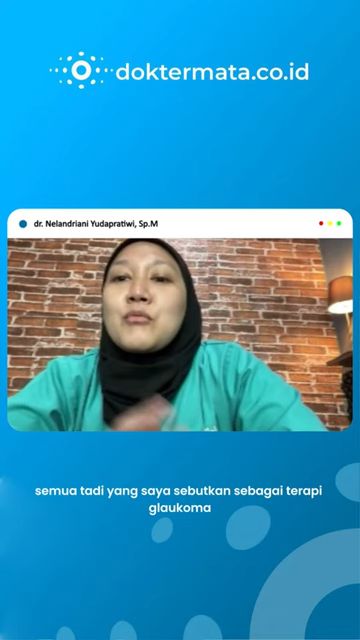 doktermata.co.id
dr. Nelandriani Yudapratiwi, Sp.M
semua tadi yang saya sebutkan sebagai terapi
glaukoma